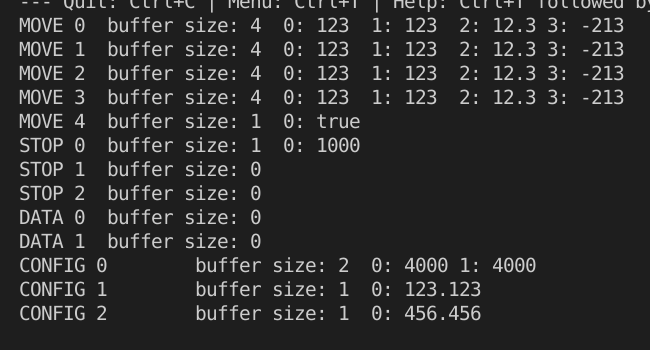 --- Quit: Ctrl+C | Menu: Ctrl+T | Help: Ctrl+T followed by
MOVE 0  buffer size: 4  0: 123  1: 123  2: 12.3 3: -213
MOVE 1  buffer size: 4  0: 123  1: 123  2: 12.3 3: -213
MOVE 2  buffer size: 4  0: 123  1: 123  2: 12.3 3: -213
MOVE 3  buffer size: 4  0: 123  1: 123  2: 12.3 3: -213
MOVE 4  buffer size: 1  0: true
STOP 0  buffer size: 1  0: 1000
STOP 1  buffer size: 0
STOP 2  buffer size: 0
DATA 0  buffer size: 0
DATA 1  buffer size: 0
CONFIG 0        buffer size: 2  0: 4000 1: 4000
CONFIG 1        buffer size: 1  0: 123.123
CONFIG 2        buffer size: 1  0: 456.456